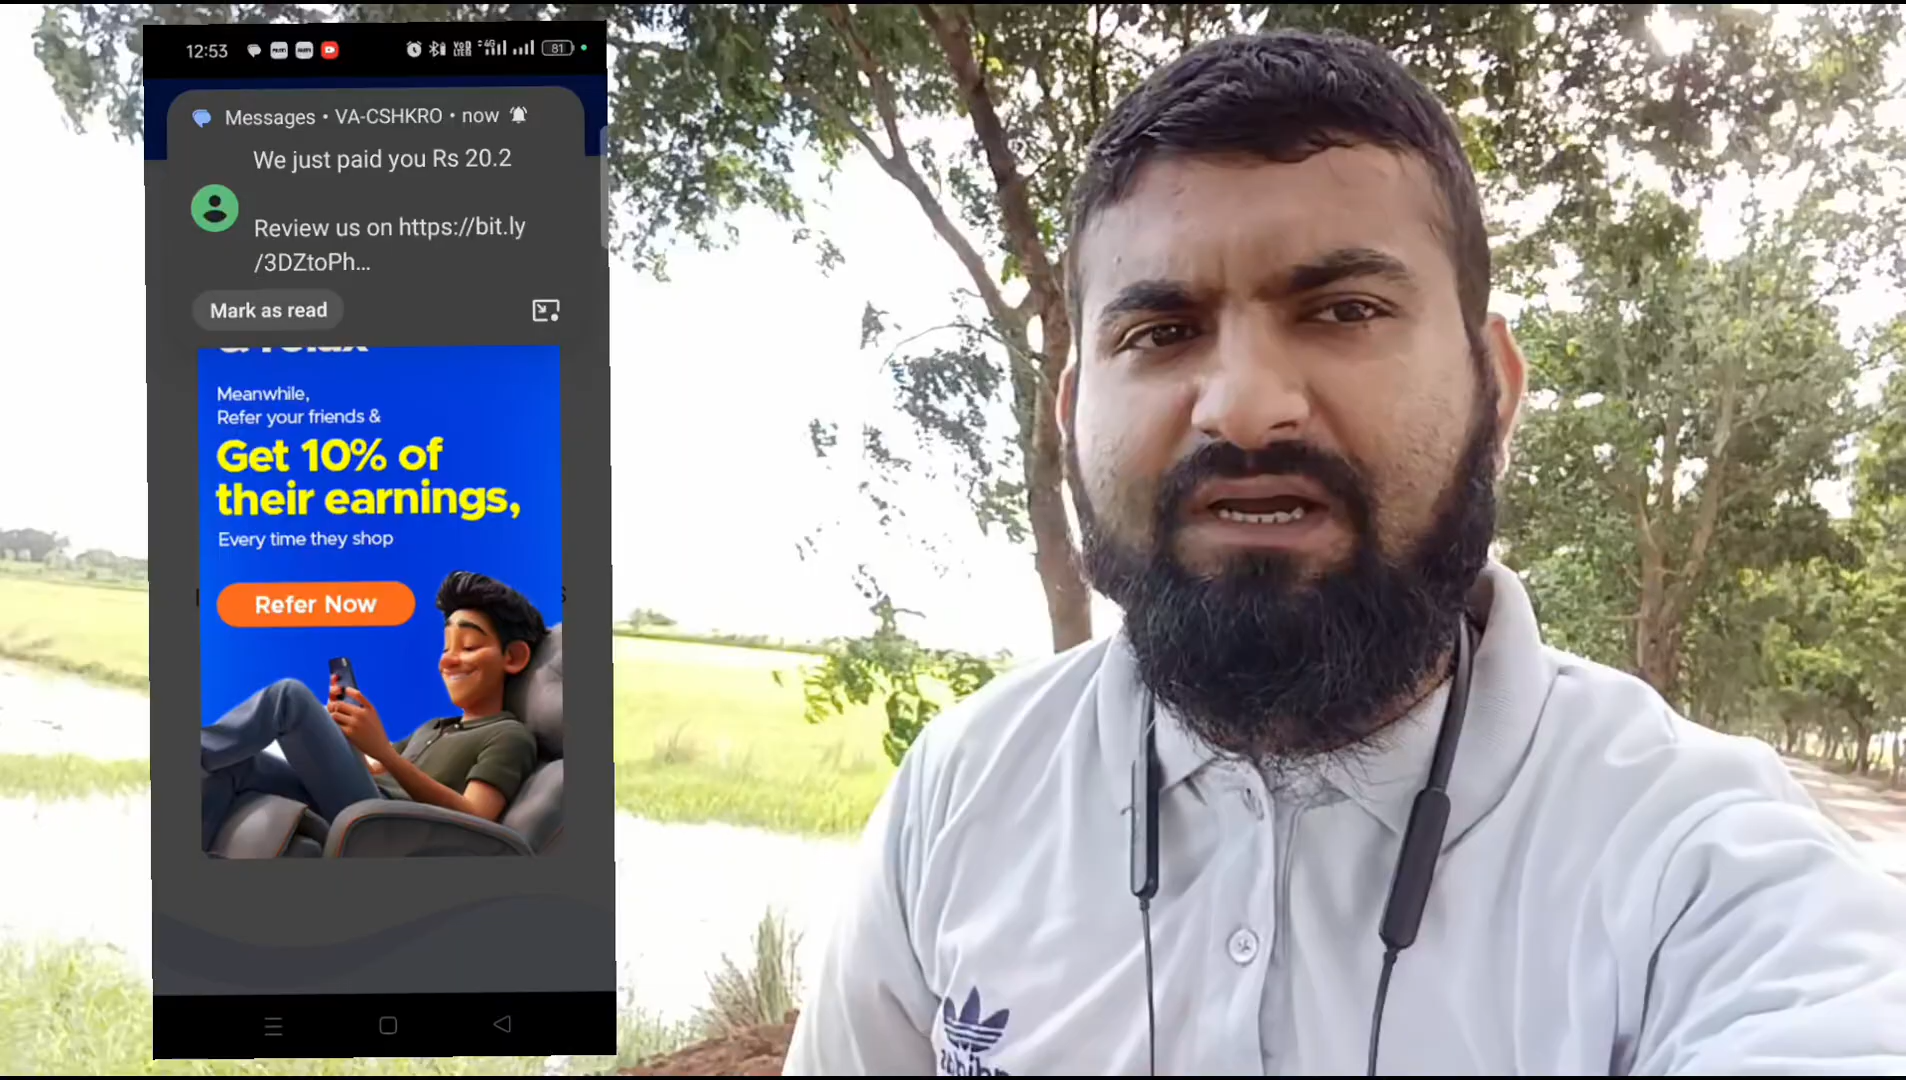 12:53
81
Messages • VA-CSHKRO • now
We just paid you Rs 20.2
Review us on https://bit.ly
/3DZtoPh...
Mark as read
& relax
Meanwhile,
Refer your friends &
Get 10% of
their earnings,
Every time they shop
Refer Now